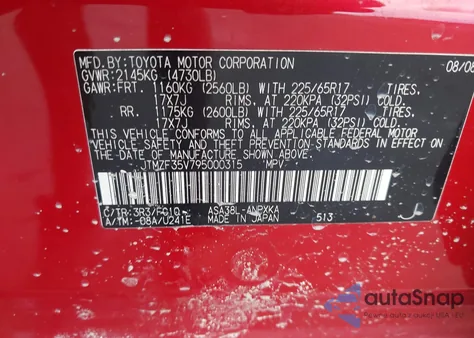 MFD.BY:TOYOTA MOTOR CORPORATION 08/08
GVWR:2145KG (4730LB)
GAWR:FRT. 1160KG (2560LB) WITH 225/65R17 TIRES,
17X7J RIMS, AT 220KPA (32PSI) COLD.
RR. 1175KG (2600LB) WITH 225/65R17 TIRES,
17X7J RIMS, AT 220KPA (32PSI) COLD.
THIS VEHICLE CONFORMS TO ALL APPLICABLE FEDERAL MOTOR
VEHICLE SAFETY AND THEFT PREVENTION STANDARDS IN EFFECT ON
THE DATE OF MANUFACTURE SHOWN ABOVE.
JTMZF35V795000315 MPV
C/TR:3R3/FC10 ASA38L-ANPXKA
A/TM:-08A/U241E MADE IN JAPAN 513
autoSnap